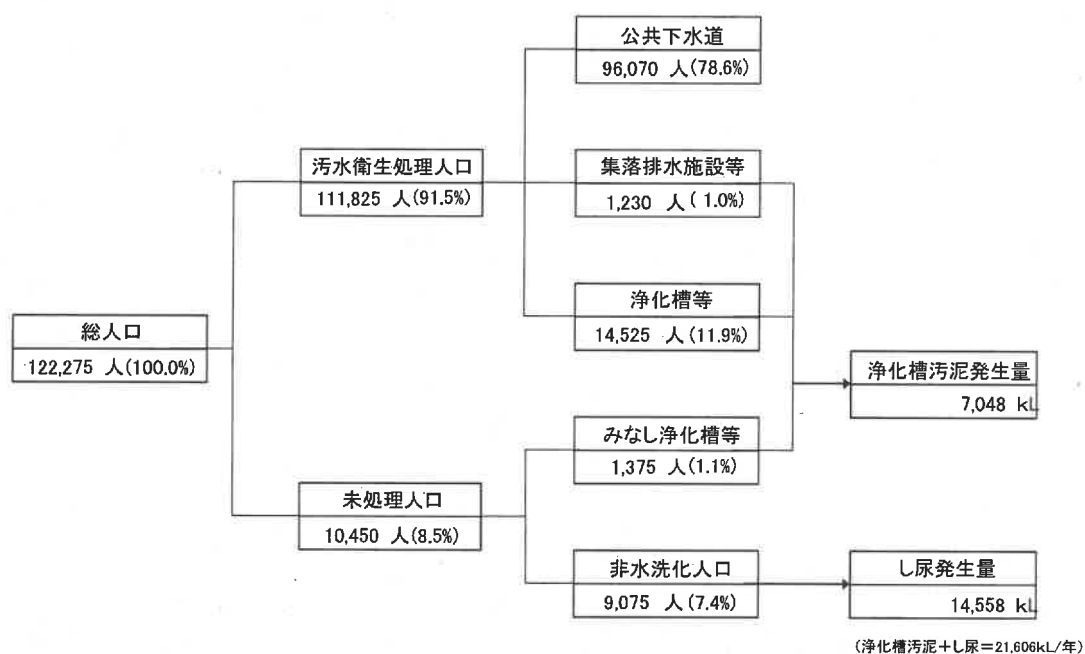 公共下水道
96,070 人(78.6%)
汚水衛生処理人口
111,825 人(91.5%)
集落排水施設等
1,230 人( 1.0%)
浄化槽等
14,525 人(11.9%)
総人口
122,275 人(100.0%)
浄化槽汚泥発生量
7,048 kL
みなし浄化槽等
1,375 人(1.1%)
未処理人口
10,450 人(8.5%)
非水洗化人口
9,075 人(7.4%)
し尿発生量
14,558 kL
(浄化槽汚泥+し尿=21,606kL/年)